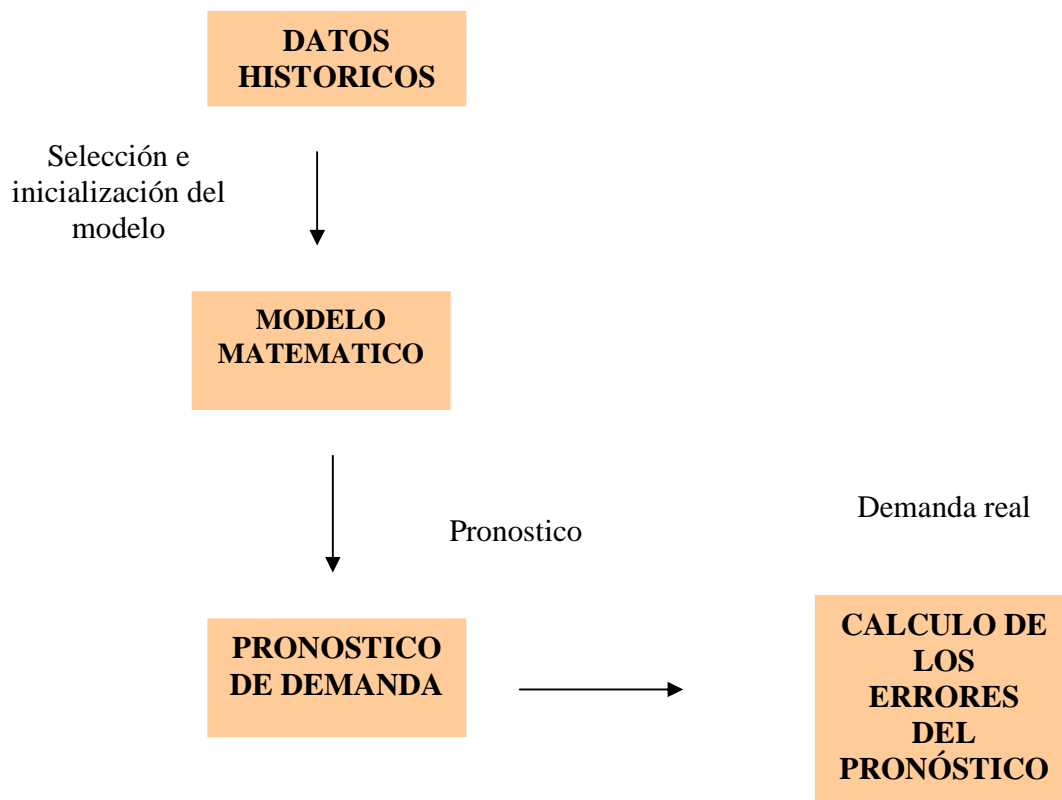 DATOS
HISTORICOS
Selección e
inicialización del
modelo
MODELO
MATEMATICO
Pronostico
Demanda real
PRONOSTICO
DE DEMANDA
CALCULO DE
LOS
ERRORES
DEL
PRONÓSTICO